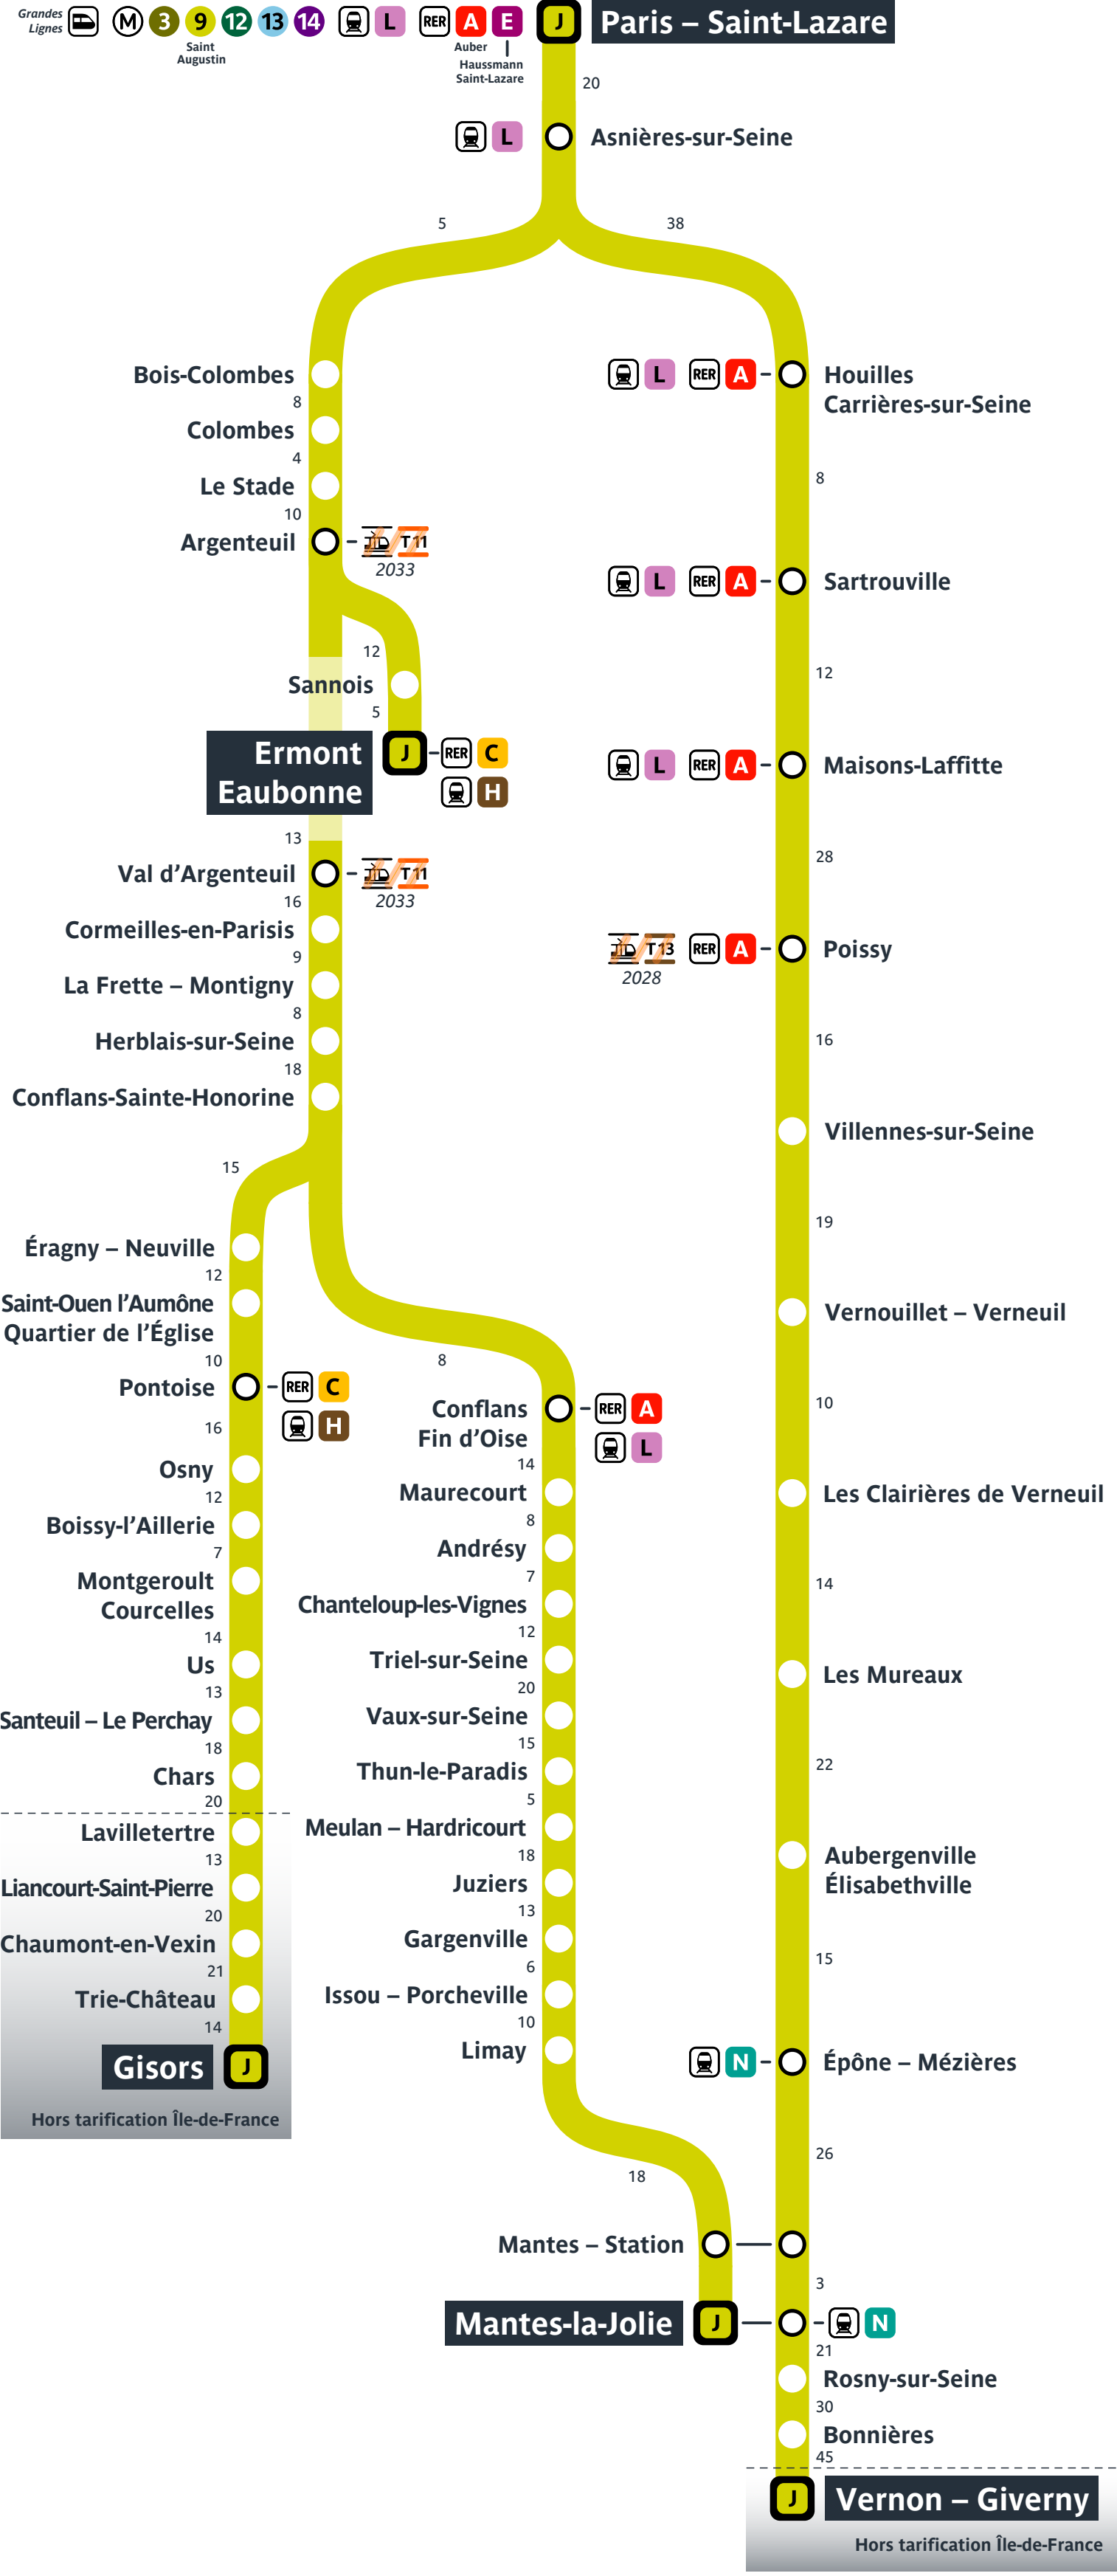 Grandes
Lignes
M 3 9 12 13 14 L RER A E J Paris – Saint-Lazare
Saint
Augustin
Auber
Haussmann
Saint-Lazare
20
L Asnières-sur-Seine
5
38
Bois-Colombes
8
Colombes
4
Le Stade
10
Argenteuil T11
2033
12
Sannois
5
Ermont
Eaubonne
J RER C
H
13
Val d’Argenteuil T11
2033
16
Cormeilles-en-Parisis
9
La Frette – Montigny
8
Herblais-sur-Seine
18
Conflans-Sainte-Honorine
15
Éragny – Neuville
12
Saint-Ouen l’Aumône
Quartier de l’Église
10
Pontoise RER C
H
16
Osny
12
Boissy-l’Aillerie
7
Montgeroult
Courcelles
14
Us
13
Santeuil – Le Perchay
18
Chars
20
Lavilletertre
13
Liancourt-Saint-Pierre
20
Chaumont-en-Vexin
21
Trie-Château
14
Gisors J
Hors tarification Île-de-France
8
Conflans
Fin d’Oise
RER A
L
14
Maurecourt
8
Andrésy
7
Chanteloup-les-Vignes
12
Triel-sur-Seine
20
Vaux-sur-Seine
15
Thun-le-Paradis
5
Meulan – Hardricourt
18
Juziers
13
Gargenville
6
Issou – Porcheville
10
Limay
18
Mantes – Station
Mantes-la-Jolie J
L RER A Houilles
Carrières-sur-Seine
8
L RER A Sartrouville
12
L RER A Maisons-Laffitte
28
T13 RER A Poissy
2028
16
Villennes-sur-Seine
19
Vernouillet – Verneuil
10
Les Clairières de Verneuil
14
Les Mureaux
22
Aubergenville
Élisabethville
15
N Épône – Mézières
26
3
N
21
Rosny-sur-Seine
30
Bonnières
45
J Vernon – Giverny
Hors tarification Île-de-France